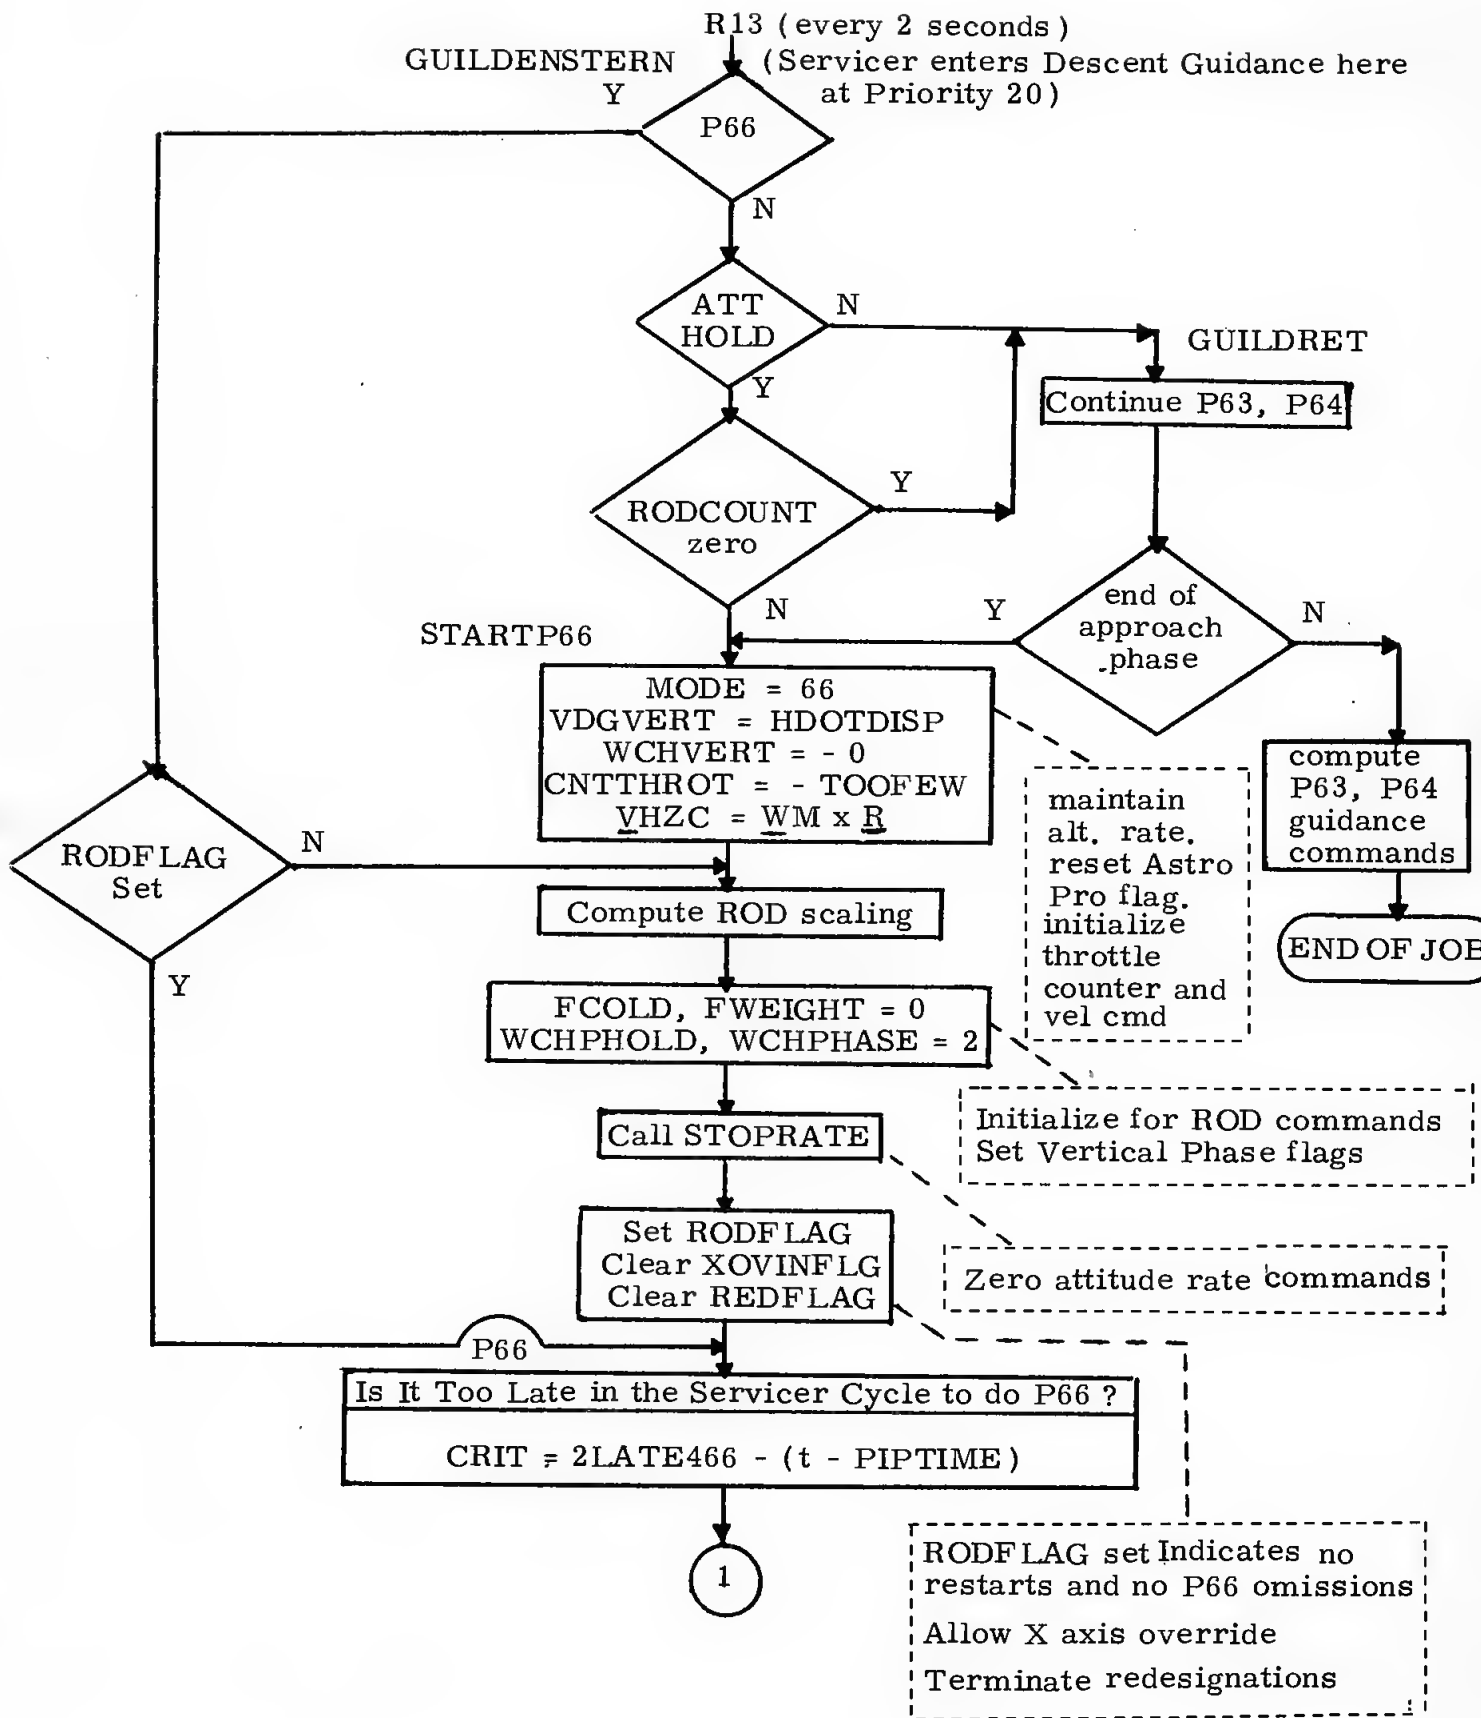 R13 (every 2 seconds)
GUILDENSTERN
(Servicer enters Descent Guidance here
at Priority 20)
Y
P66
N
ATT
HOLD
N
Y
GUILDRET
Continue P63, P64
RODCOUNT
zero
Y
N
end of
approach
phase
Y
N
STARTP66
MODE = 66
VDGVERT = HDOTDISP
WCHVERT = - 0
CNTTHROT = - TOOFEW
VHZC = WM x R
maintain
alt. rate.
reset Astro
Pro flag.
initialize
throttle
counter and
vel cmd
compute
P63, P64
guidance
commands
END OF JOB
RODFLAG
Set
N
Y
Compute ROD scaling
FCOLD, FWEIGHT = 0
WCHPHOLD, WCHPHASE = 2
Initialize for ROD commands
Set Vertical Phase flags
Call STOPRATE
Zero attitude rate commands
Set RODFLAG
Clear XOVINFLG
Clear REDFLAG
P66
Is It Too Late in the Servicer Cycle to do P66 ?
CRIT = 2LATE466 - (t - PIPTIME)
1
RODFLAG set Indicates no
restarts and no P66 omissions
Allow X axis override
Terminate redesignations